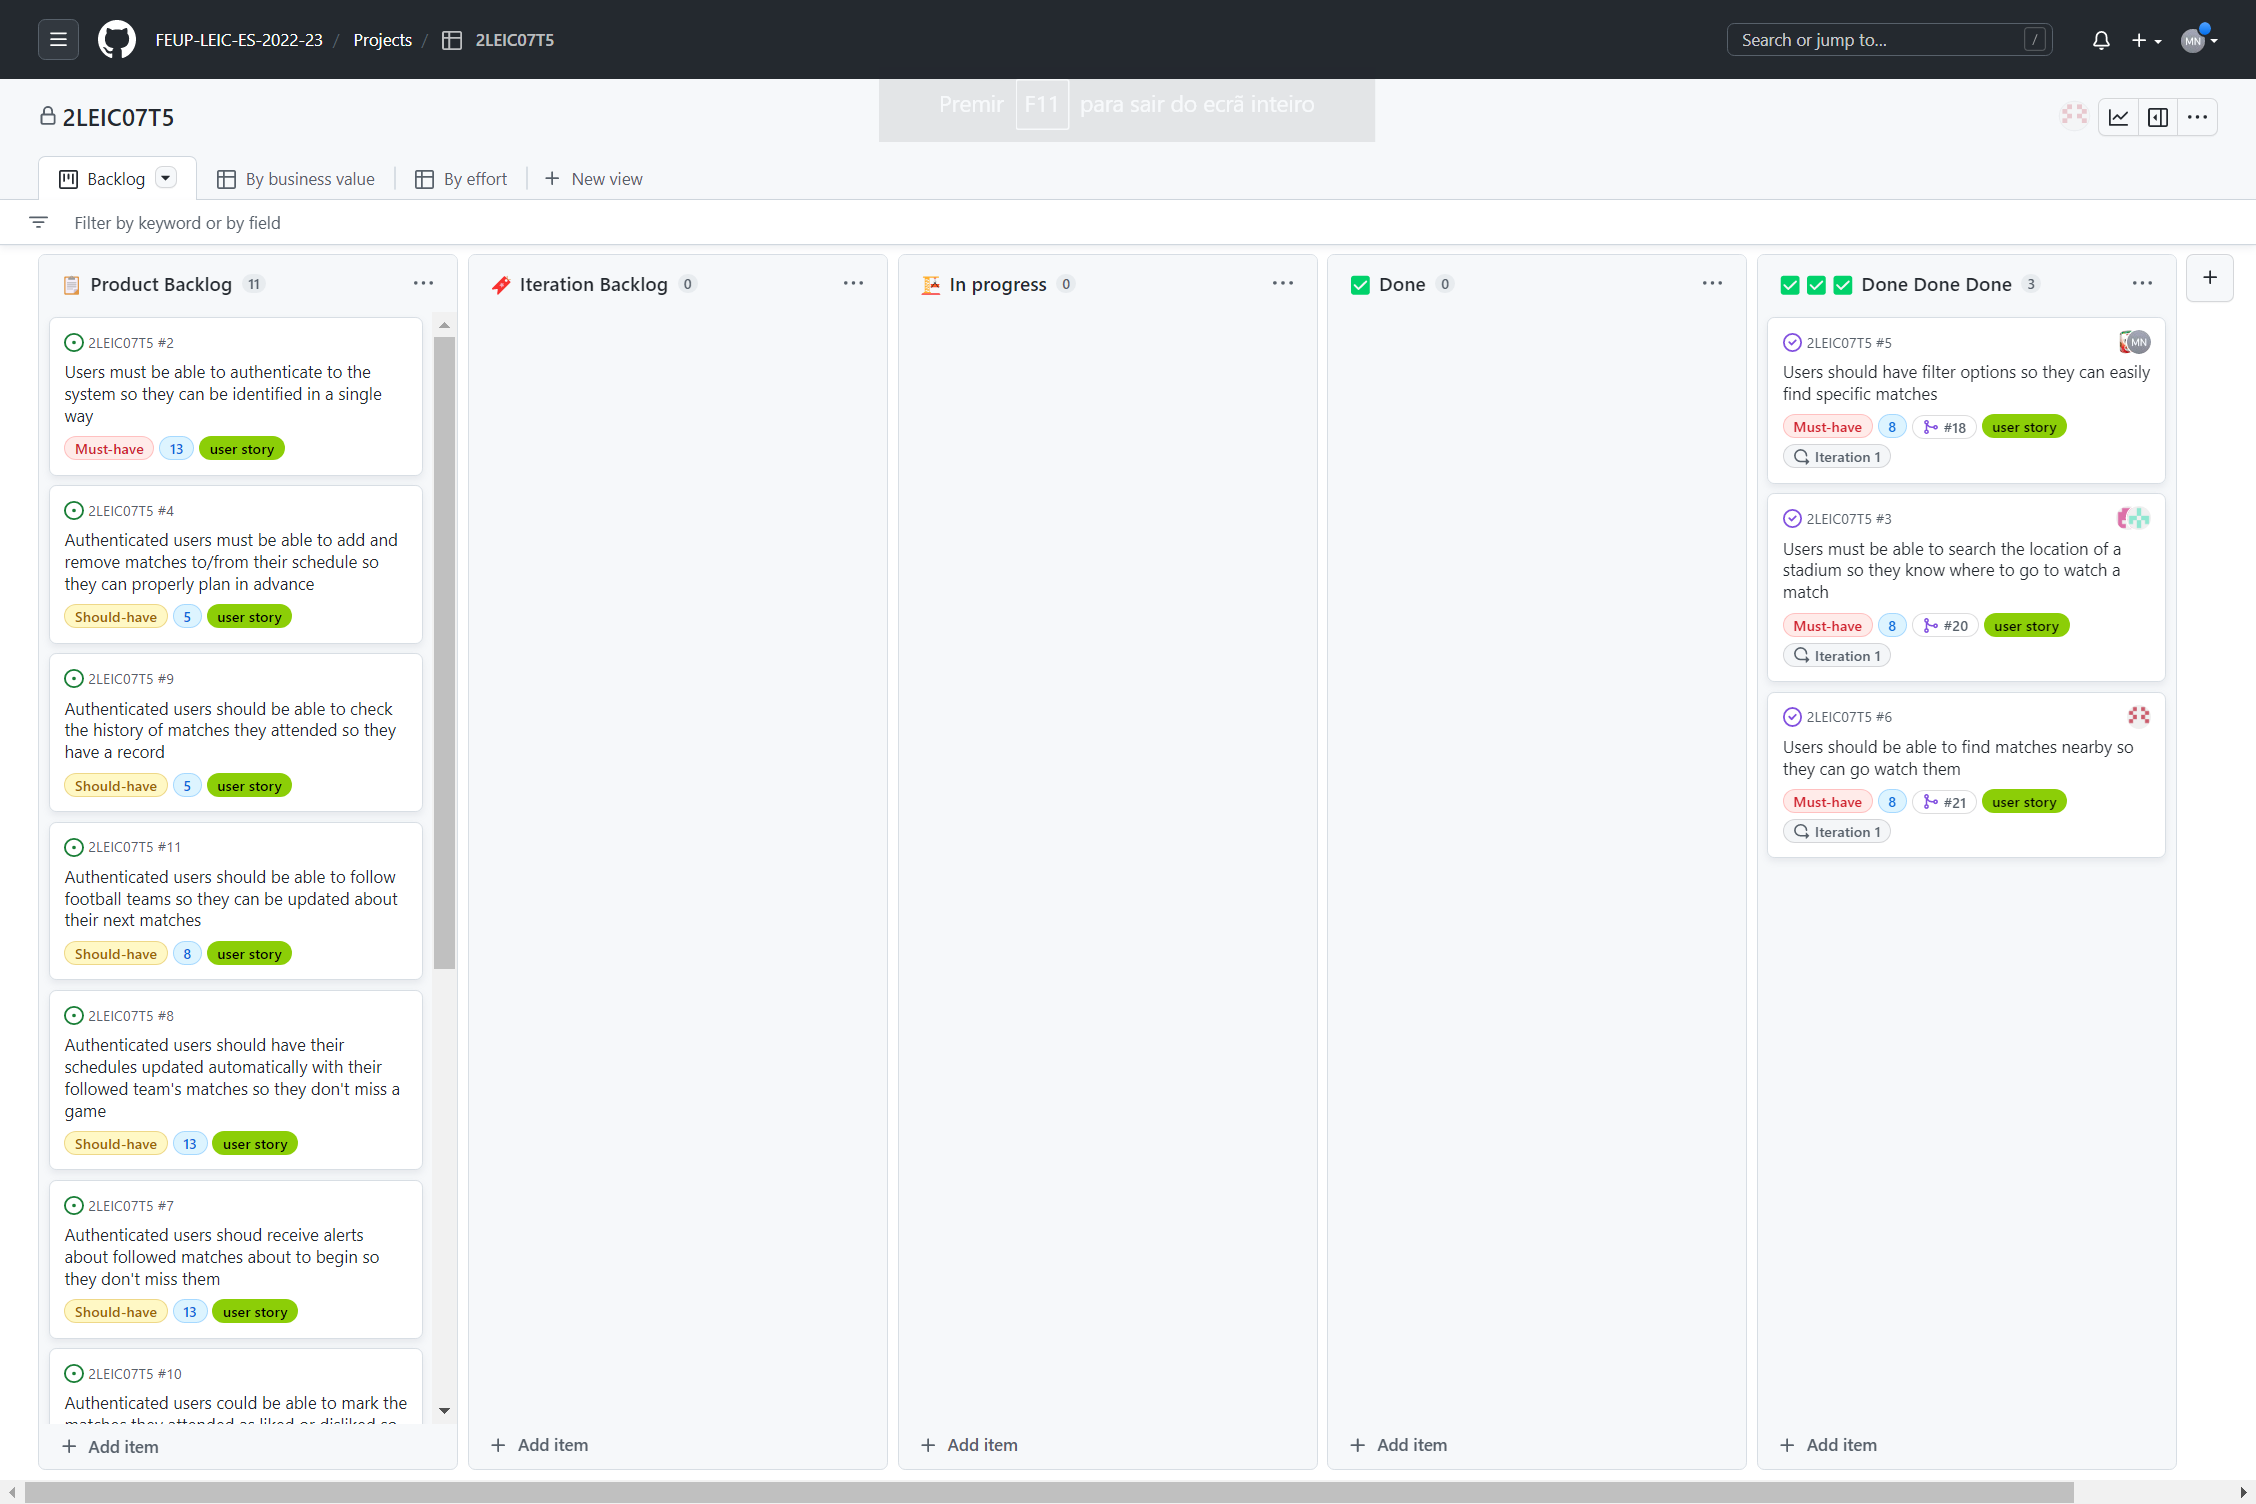 FEUP-LEIC-ES-2022-23 / Projects / 2LEIC07T5
Search or jump to... /
MN
2LEIC07T5
Premir F11 para sair do ecrã inteiro
Backlog
By business value
By effort
New view
Filter by keyword or by field
Product Backlog 11
2LEIC07T5 #2
Users must be able to authenticate to the
system so they can be identified in a single
way
Must-have 13 user story
2LEIC07T5 #4
Authenticated users must be able to add and
remove matches to/from their schedule so
they can properly plan in advance
Should-have 5 user story
2LEIC07T5 #9
Authenticated users should be able to check
the history of matches they attended so they
have a record
Should-have 5 user story
2LEIC07T5 #11
Authenticated users should be able to follow
football teams so they can be updated about
their next matches
Should-have 8 user story
2LEIC07T5 #8
Authenticated users should have their
schedules updated automatically with their
followed team's matches so they don't miss a
game
Should-have 13 user story
2LEIC07T5 #7
Authenticated users shoud receive alerts
about followed matches about to begin so
they don't miss them
Should-have 13 user story
2LEIC07T5 #10
Authenticated users could be able to mark the
matches they attended as liked or disliked so
Add item
Iteration Backlog 0
Add item
In progress 0
Add item
Done 0
Add item
Done Done Done 3
2LEIC07T5 #5
MN
Users should have filter options so they can easily
find specific matches
Must-have 8 #18 user story
Iteration 1
2LEIC07T5 #3
Users must be able to search the location of a
stadium so they know where to go to watch a
match
Must-have 8 #20 user story
Iteration 1
2LEIC07T5 #6
Users should be able to find matches nearby so
they can go watch them
Must-have 8 #21 user story
Iteration 1
Add item